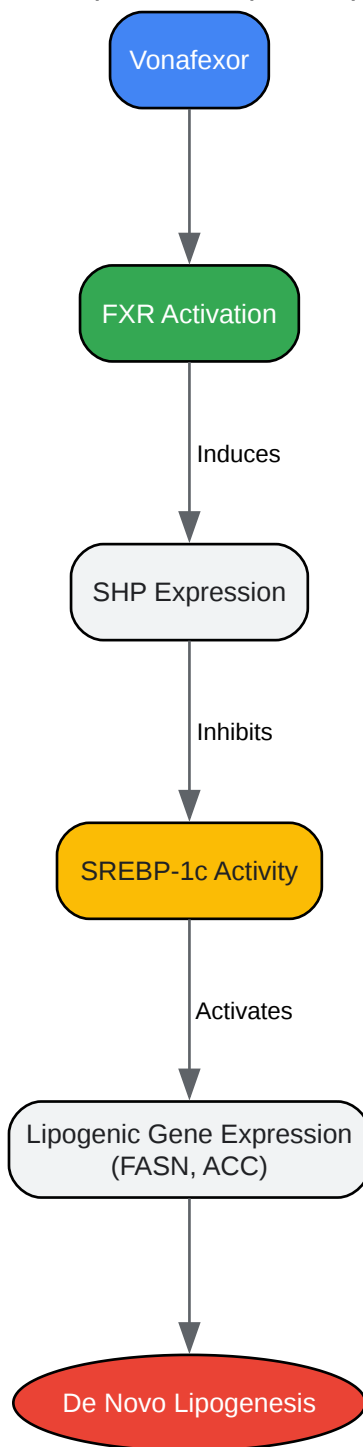 Vonafexor
FXR Activation
Induces
SHP Expression
Inhibits
SREBP-1c Activity
Activates
Lipogenic Gene Expression
(FASN, ACC)
De Novo Lipogenesis